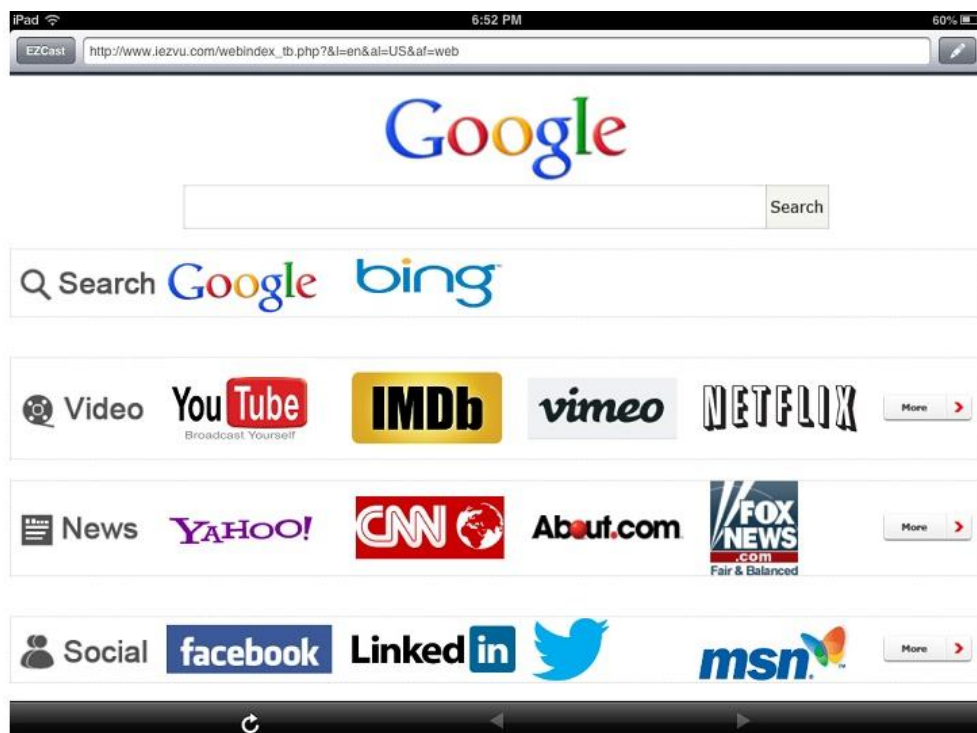 iPad 6:52 PM 60%
EZCast http://www.iezvu.com/webindex_tb.php?&l=en&al=US&af=web
Google
Search
Search Google bing
Video YouTube IMDb vimeo NETFLIX More
Broadcast Yourself
News YAHOO! CNN About.com FOX NEWS .com More
Fair & Balanced
Social facebook Linked in msn More